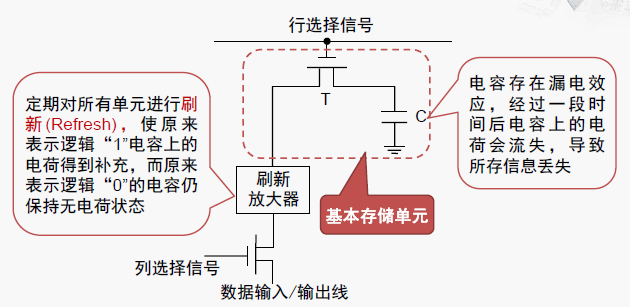 行选择信号
T
C
定期对所有单元进行刷
新(Refresh)，使原来
表示逻辑“1”电容上的
电荷得到补充，而原来
表示逻辑“0”的电容仍
保持无电荷状态
电容存在漏电效
应，经过一段时
间后电容上的电
荷会流失，导致
所存信息丢失
刷新
放大器
基本存储单元
列选择信号
数据输入/输出线